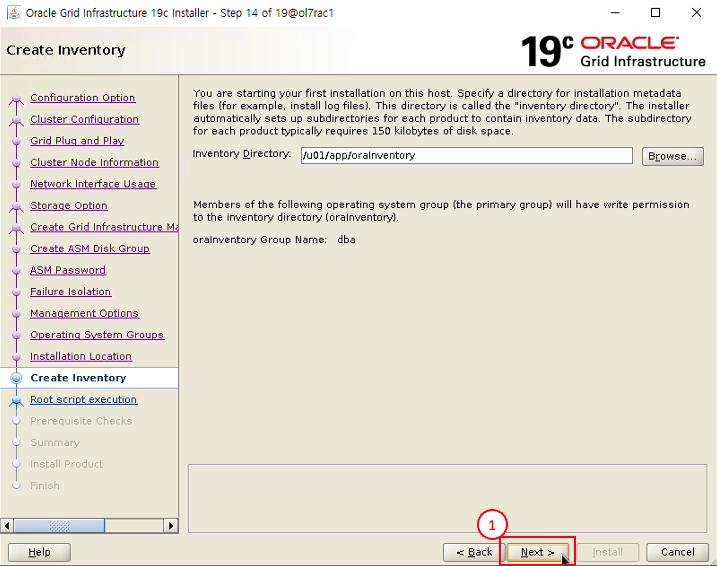 Oracle Grid Infrastructure 19c Installer - Step 14 of 19@ol7rac1
Create Inventory
19c ORACLE
Grid Infrastructure
Configuration Option
Cluster Configuration
Grid Plug and Play
Cluster Node Information
Network Interface Usage
Storage Option
Create Grid Infrastructure Ma
Create ASM Disk Group
ASM Password
Failure Isolation
Management Options
Operating System Groups
Installation Location
Create Inventory
Root script execution
Prerequisite Checks
Summary
Install Product
Finish
You are starting your first installation on this host. Specify a directory for installation metadata
files (for example, install log files). This directory is called the "inventory directory". The installer
automatically sets up subdirectories for each product to contain inventory data. The subdirectory
for each product typically requires 150 kilobytes of disk space.
Inventory Directory: /u01/app/oraInventory Browse...
Members of the following operating system group (the primary group) will have write permission
to the inventory directory (oraInventory).
oraInventory Group Name: dba
1
Help < Back Next > Install Cancel